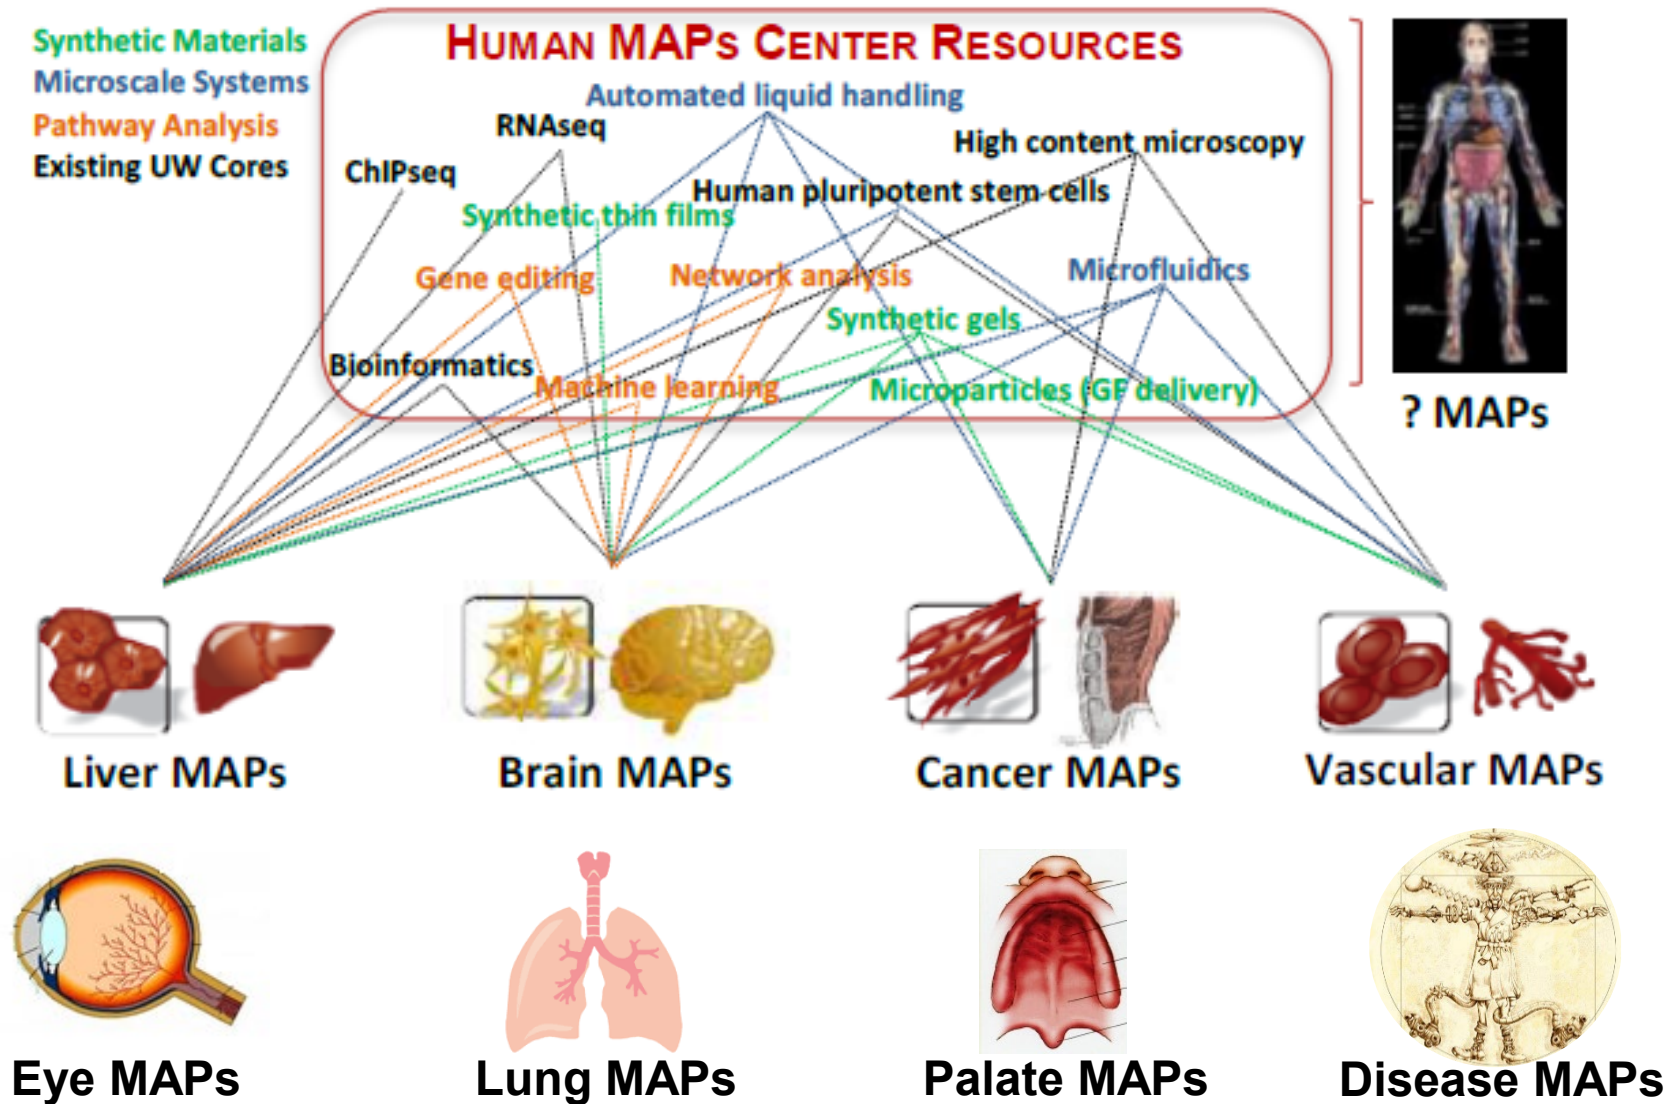 Synthetic Materials
Microscale Systems
Pathway Analysis
Existing UW Cores
HUMAN MAPS CENTER RESOURCES
Automated liquid handling
RNAseq
High content microscopy
ChIPseq
Human pluripotent stem cells
Synthetic thin films
Gene editing
Network analysis
Microfluidics
Synthetic gels
Bioinformatics
Machine learning
Microparticles (GF delivery)
? MAPs
Liver MAPs
Brain MAPs
Cancer MAPs
Vascular MAPs
Eye MAPs
Lung MAPs
Palate MAPs
Disease MAPs